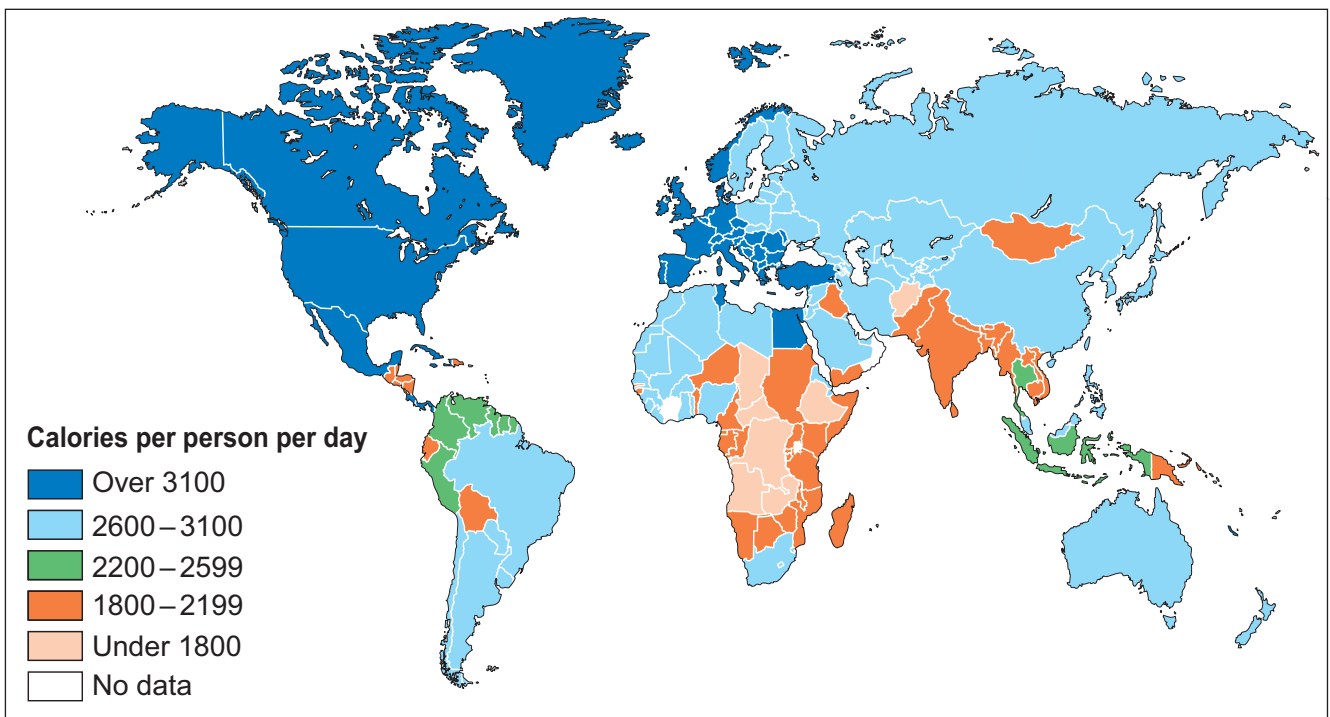 Calories per person per day
Over 3100
2600–3100
2200–2599
1800–2199
Under 1800
No data